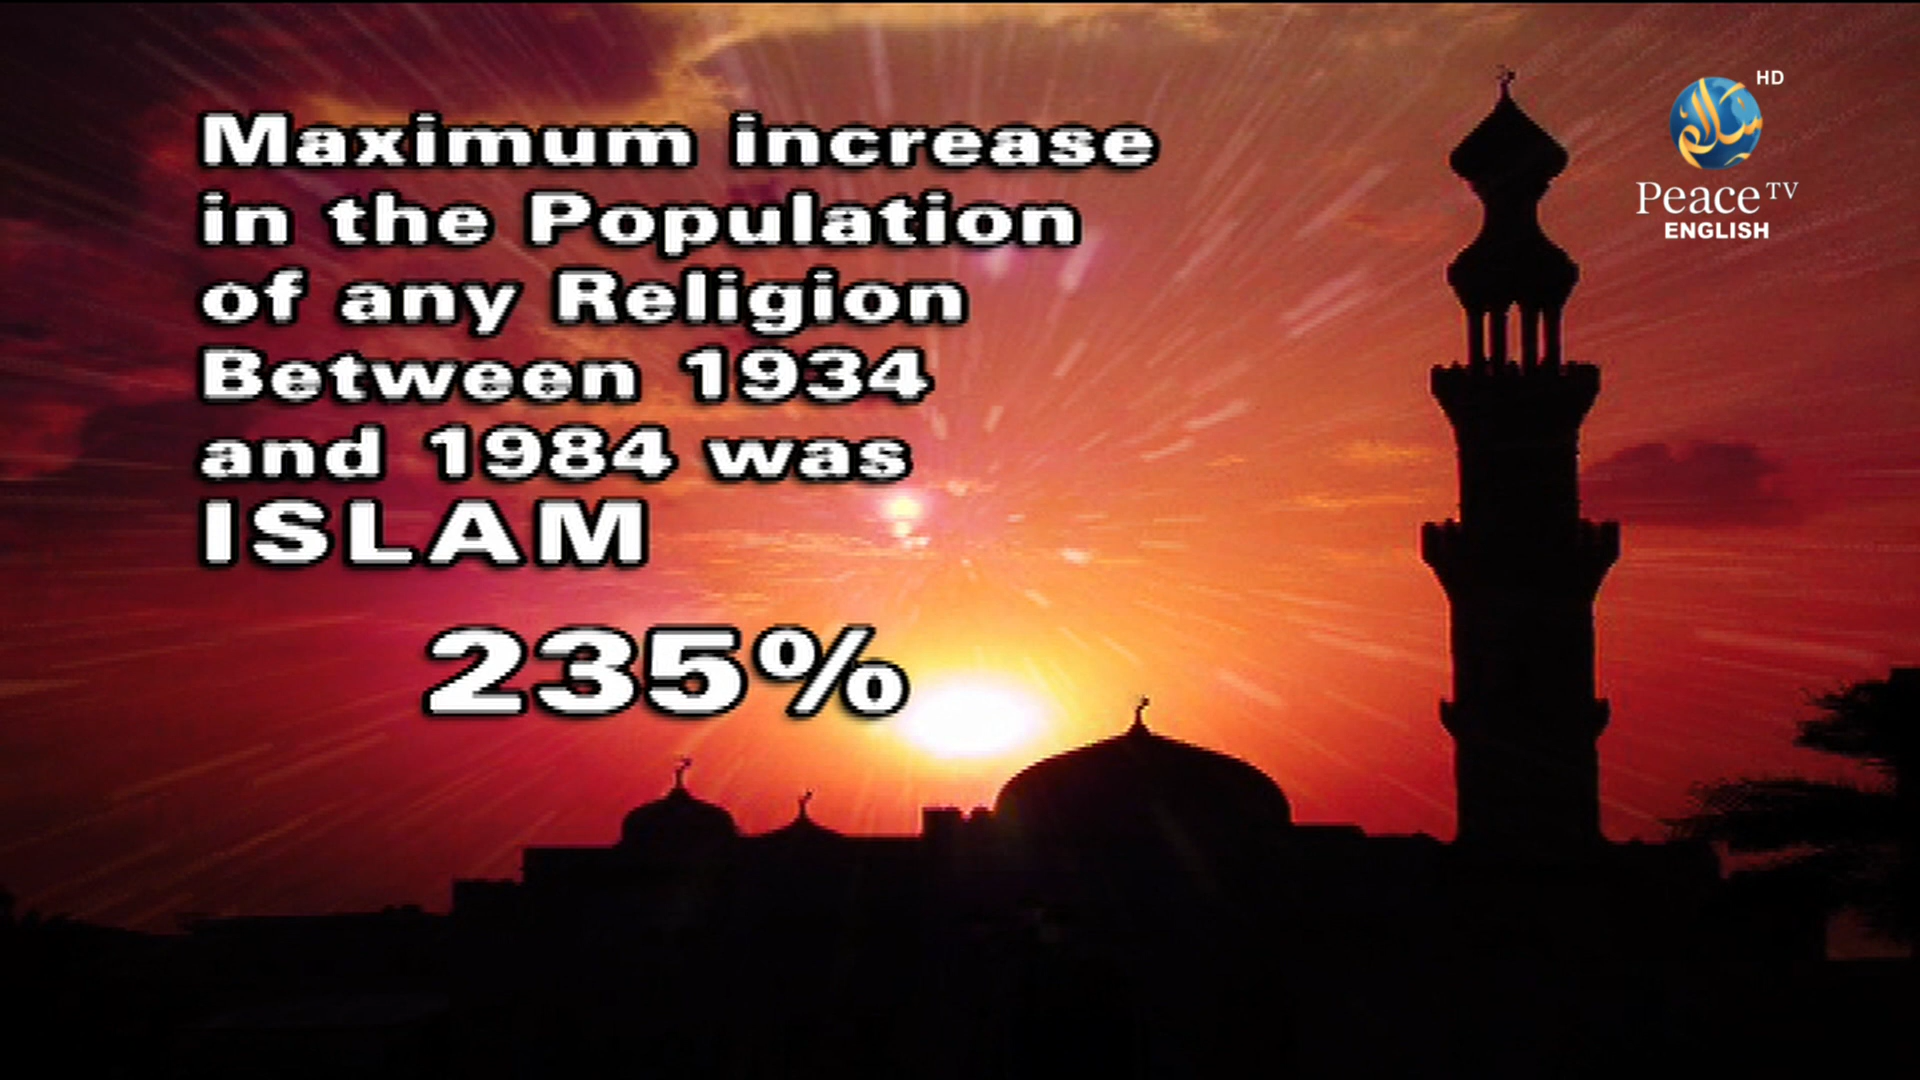 Maximum increase
in the Population
of any Religion
Between 1934
and 1984 was
ISLAM
235%
HD
سلام
Peace TV
ENGLISH